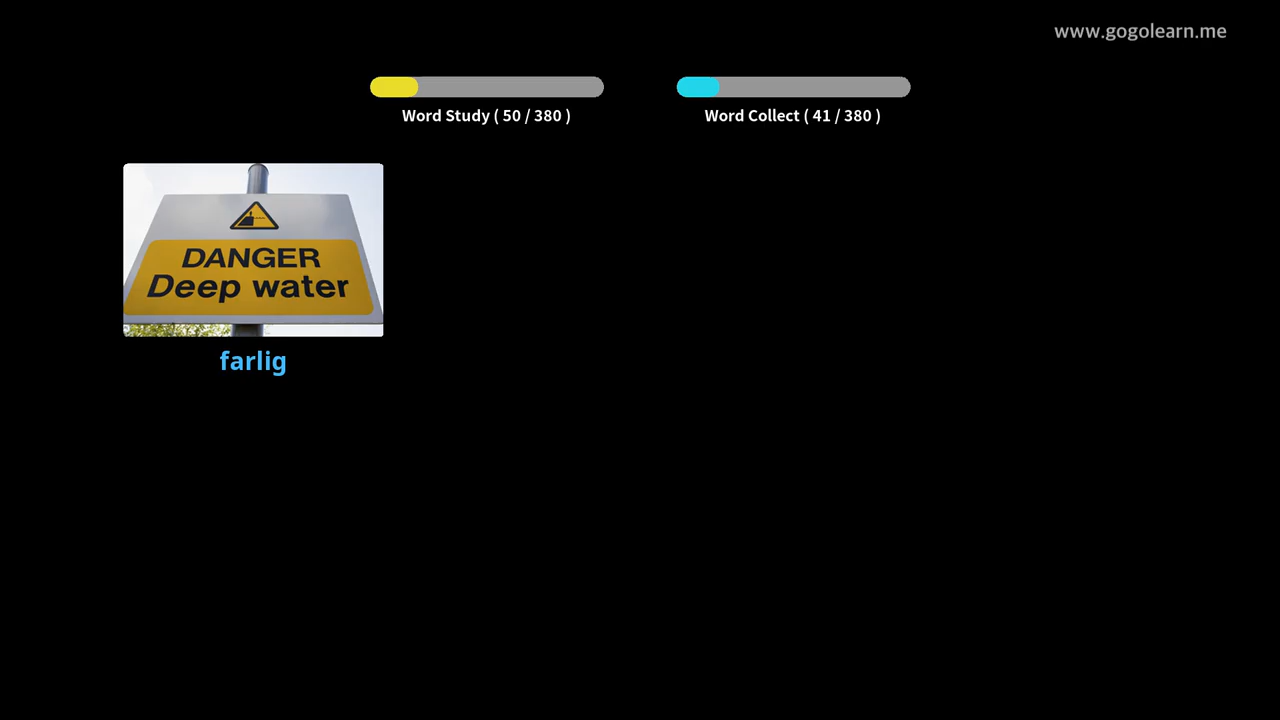 www.gogolearn.me
Word Study ( 50 / 380 )
Word Collect ( 41 / 380 )
DANGER
Deep water
farlig